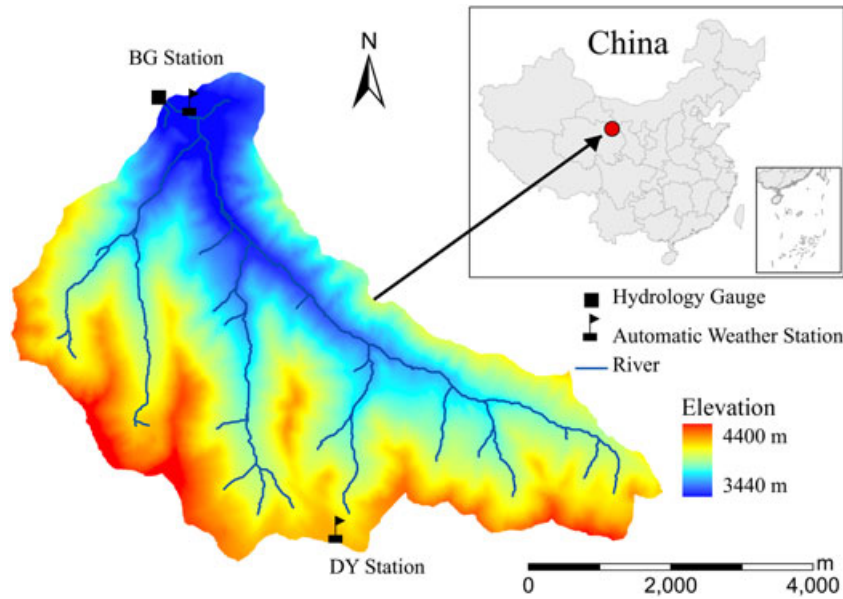 BG Station
N
China
Hydrology Gauge
Automatic Weather Station
River
Elevation
4400 m
3440 m
DY Station
m
0 2,000 4,000